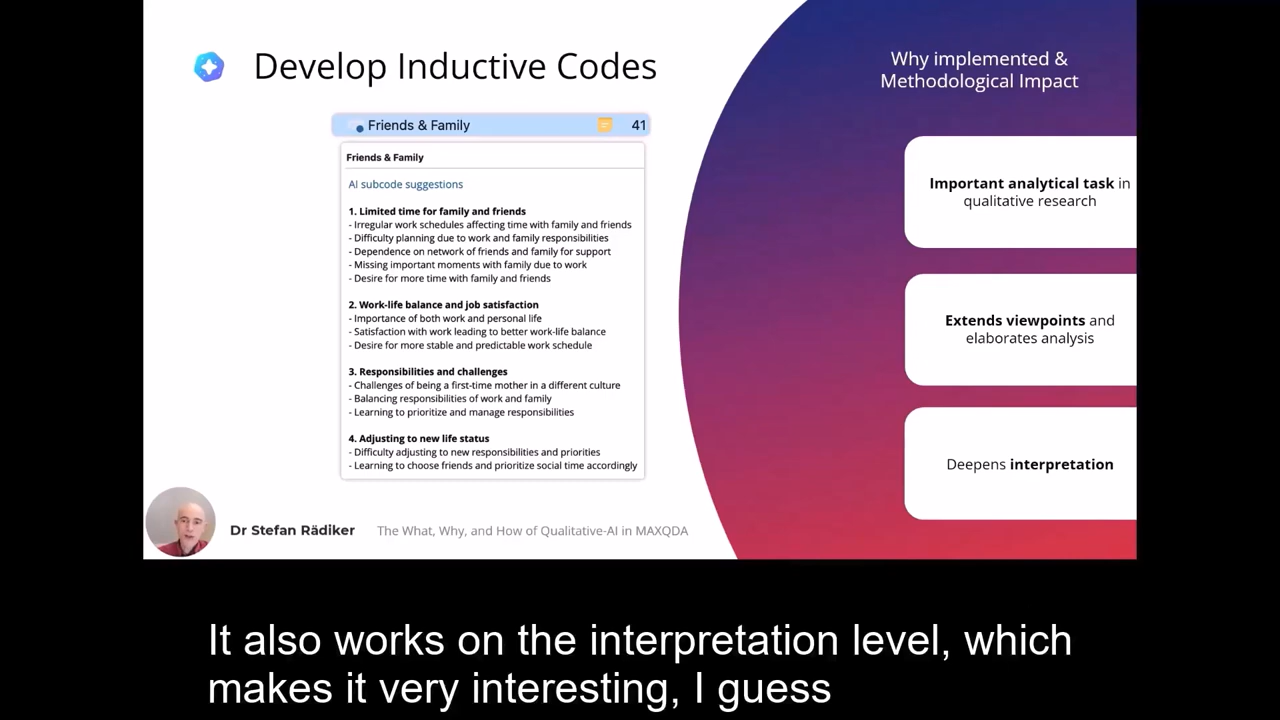 Develop Inductive Codes
Friends & Family 41
Friends & Family
AI subcode suggestions
1. Limited time for family and friends
- Irregular work schedules affecting time with family and friends
- Difficulty planning due to work and family responsibilities
- Dependence on network of friends and family for support
- Missing important moments with family due to work
- Desire for more time with family and friends
2. Work-life balance and job satisfaction
- Importance of both work and personal life
- Satisfaction with work leading to better work-life balance
- Desire for more stable and predictable work schedule
3. Responsibilities and challenges
- Challenges of being a first-time mother in a different culture
- Balancing responsibilities of work and family
- Learning to prioritize and manage responsibilities
4. Adjusting to new life status
- Difficulty adjusting to new responsibilities and priorities
- Learning to choose friends and prioritize social time accordingly
Why implemented &
Methodological Impact
Important analytical task in
qualitative research
Extends viewpoints and
elaborates analysis
Deepens interpretation
Dr Stefan Rädiker The What, Why, and How of Qualitative-AI in MAXQDA
It also works on the interpretation level, which
makes it very interesting, I guess